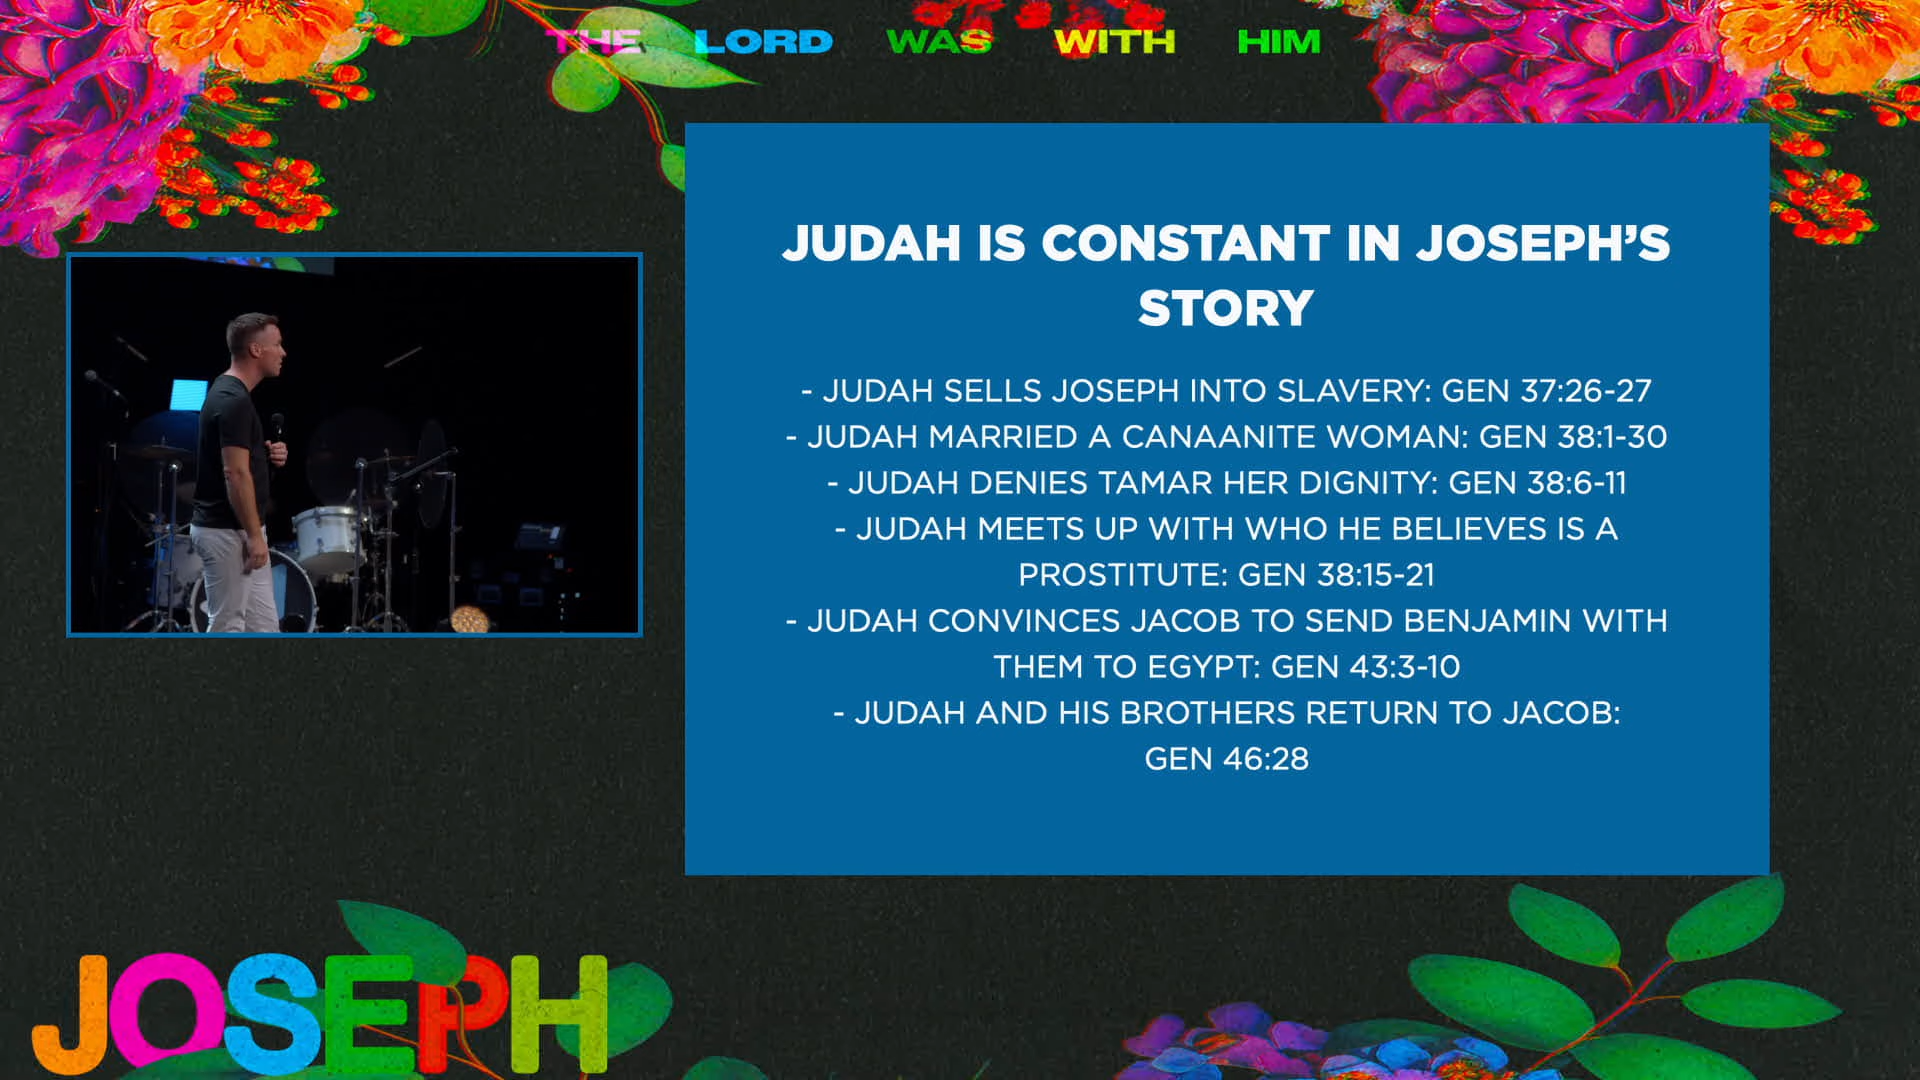 THE LORD WAS WITH HIM
JUDAH IS CONSTANT IN JOSEPH’S
STORY
- JUDAH SELLS JOSEPH INTO SLAVERY: GEN 37:26-27
- JUDAH MARRIED A CANAANITE WOMAN: GEN 38:1-30
- JUDAH DENIES TAMAR HER DIGNITY: GEN 38:6-11
- JUDAH MEETS UP WITH WHO HE BELIEVES IS A
PROSTITUTE: GEN 38:15-21
- JUDAH CONVINCES JACOB TO SEND BENJAMIN WITH
THEM TO EGYPT: GEN 43:3-10
- JUDAH AND HIS BROTHERS RETURN TO JACOB:
GEN 46:28
JOSEPH